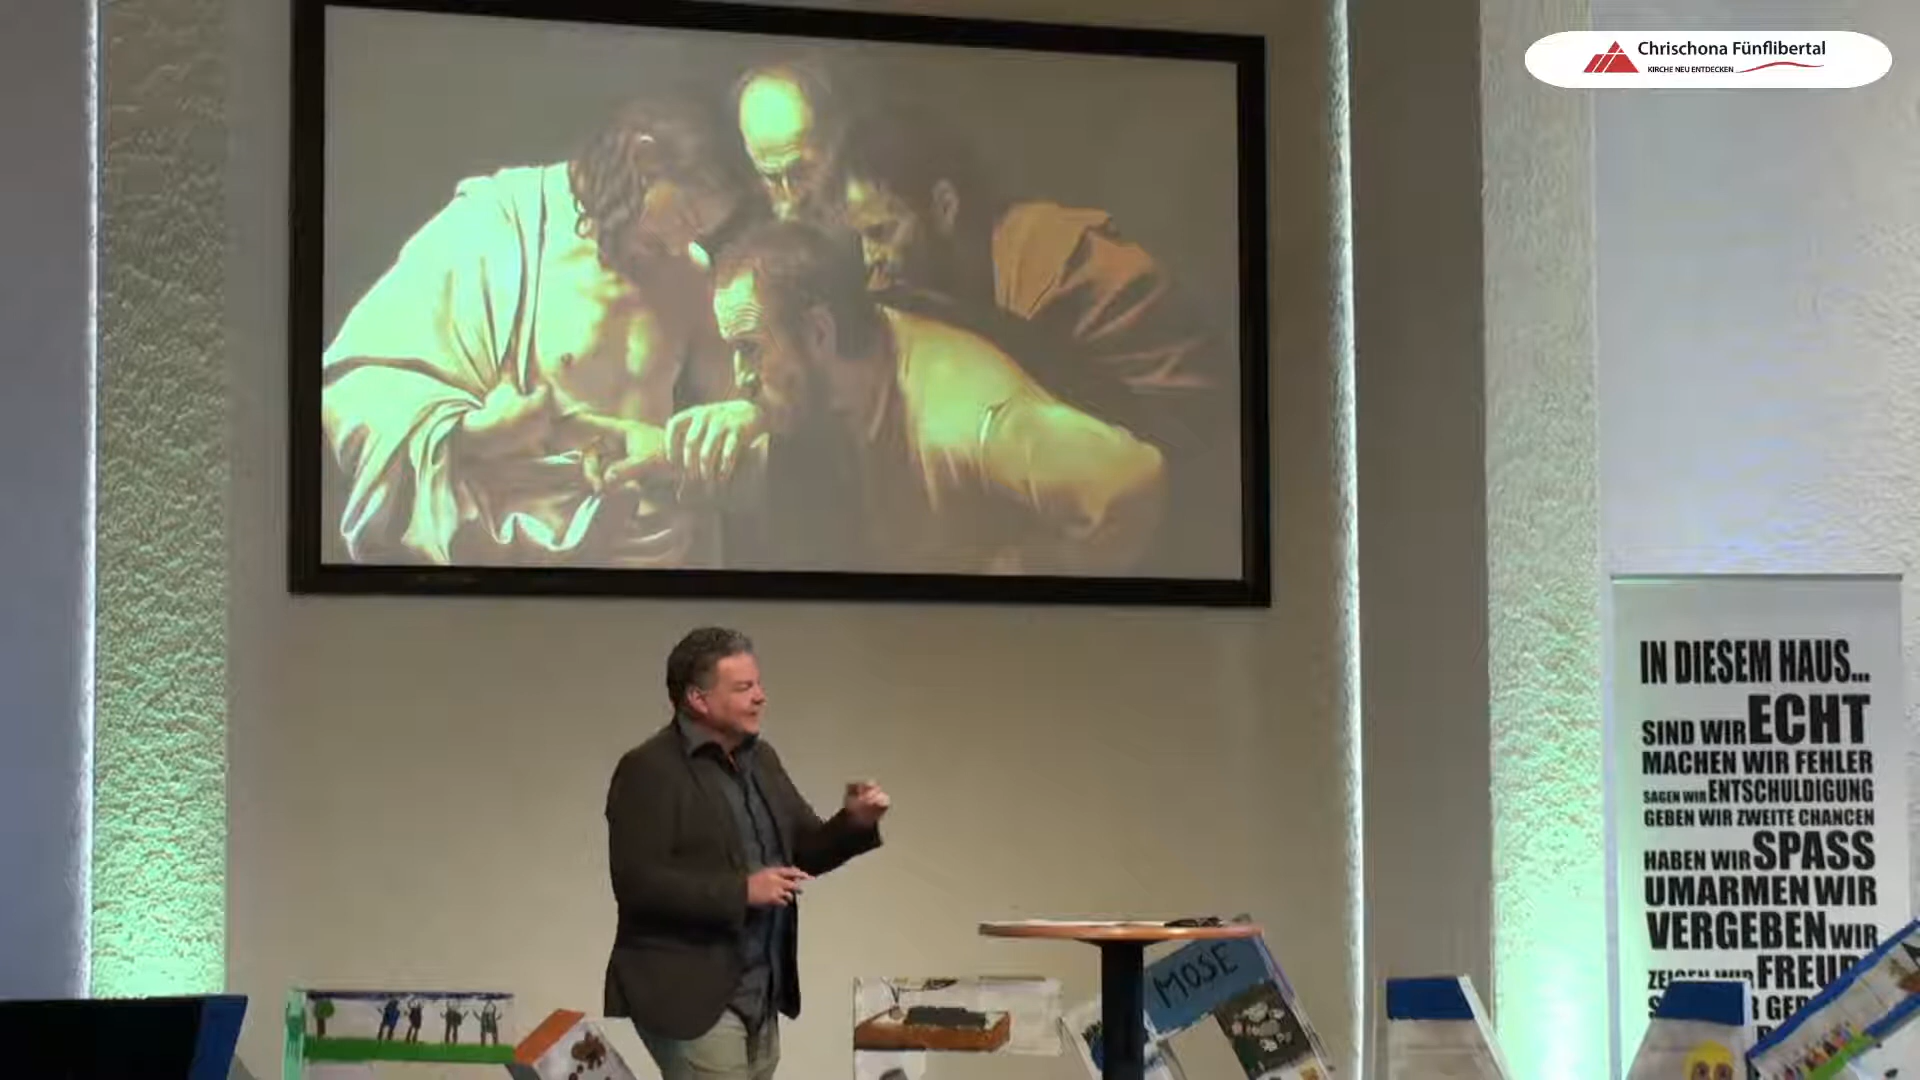 Chrischona Fünflibertal
KIRCHE NEU ENTDECKEN
IN DIESEM HAUS...
SIND WIR ECHT
MACHEN WIR FEHLER
SAGEN WIR ENTSCHULDIGUNG
GEBEN WIR ZWEITE CHANCEN
HABEN WIR SPASS
UMARMEN WIR
VERGEBEN WIR
MOSE